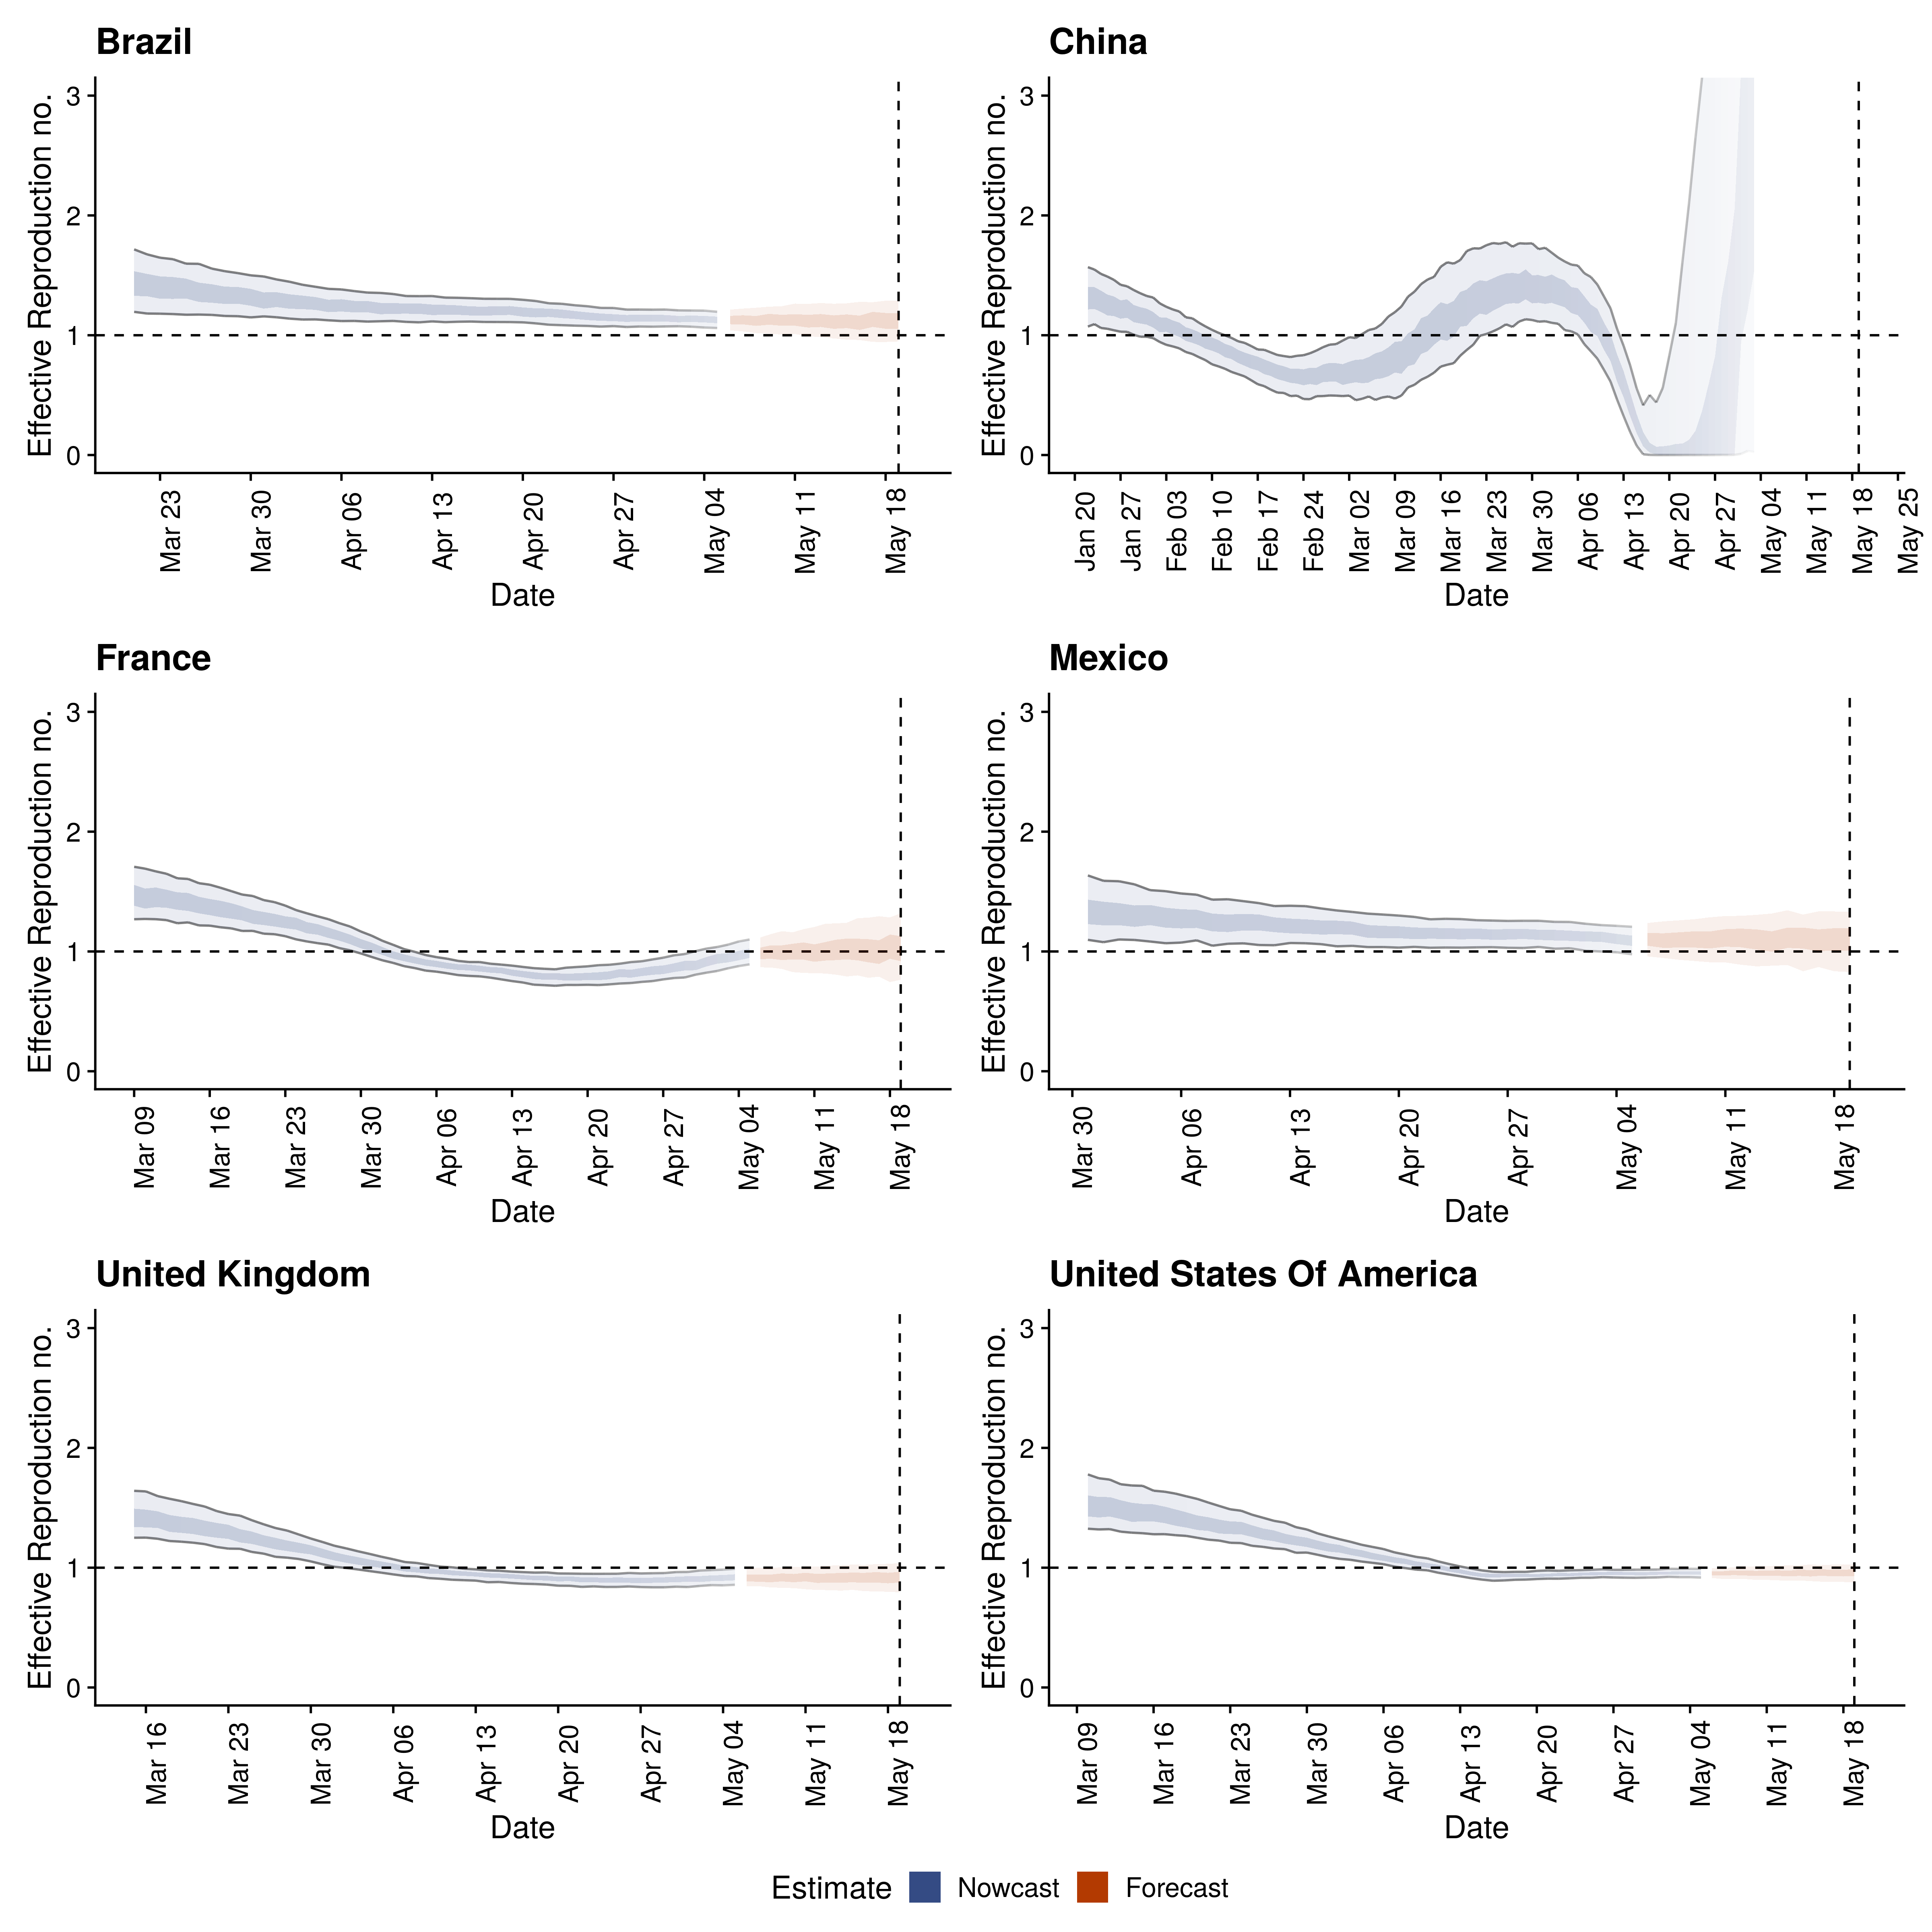 Brazil
Effective Reproduction no.
3
2
1
0
Mar 23
Mar 30
Apr 06
Apr 13
Apr 20
Apr 27
May 04
May 11
May 18
Date
China
Effective Reproduction no.
3
2
1
0
Jan 20
Jan 27
Feb 03
Feb 10
Feb 17
Feb 24
Mar 02
Mar 09
Mar 16
Mar 23
Mar 30
Apr 06
Apr 13
Apr 20
Apr 27
May 04
May 11
May 18
May 25
Date
France
Effective Reproduction no.
3
2
1
0
Mar 09
Mar 16
Mar 23
Mar 30
Apr 06
Apr 13
Apr 20
Apr 27
May 04
May 11
May 18
Date
Mexico
Effective Reproduction no.
3
2
1
0
Mar 30
Apr 06
Apr 13
Apr 20
Apr 27
May 04
May 11
May 18
Date
United Kingdom
Effective Reproduction no.
3
2
1
0
Mar 16
Mar 23
Mar 30
Apr 06
Apr 13
Apr 20
Apr 27
May 04
May 11
May 18
Date
United States Of America
Effective Reproduction no.
3
2
1
0
Mar 09
Mar 16
Mar 23
Mar 30
Apr 06
Apr 13
Apr 20
Apr 27
May 04
May 11
May 18
Date
Estimate Nowcast Forecast